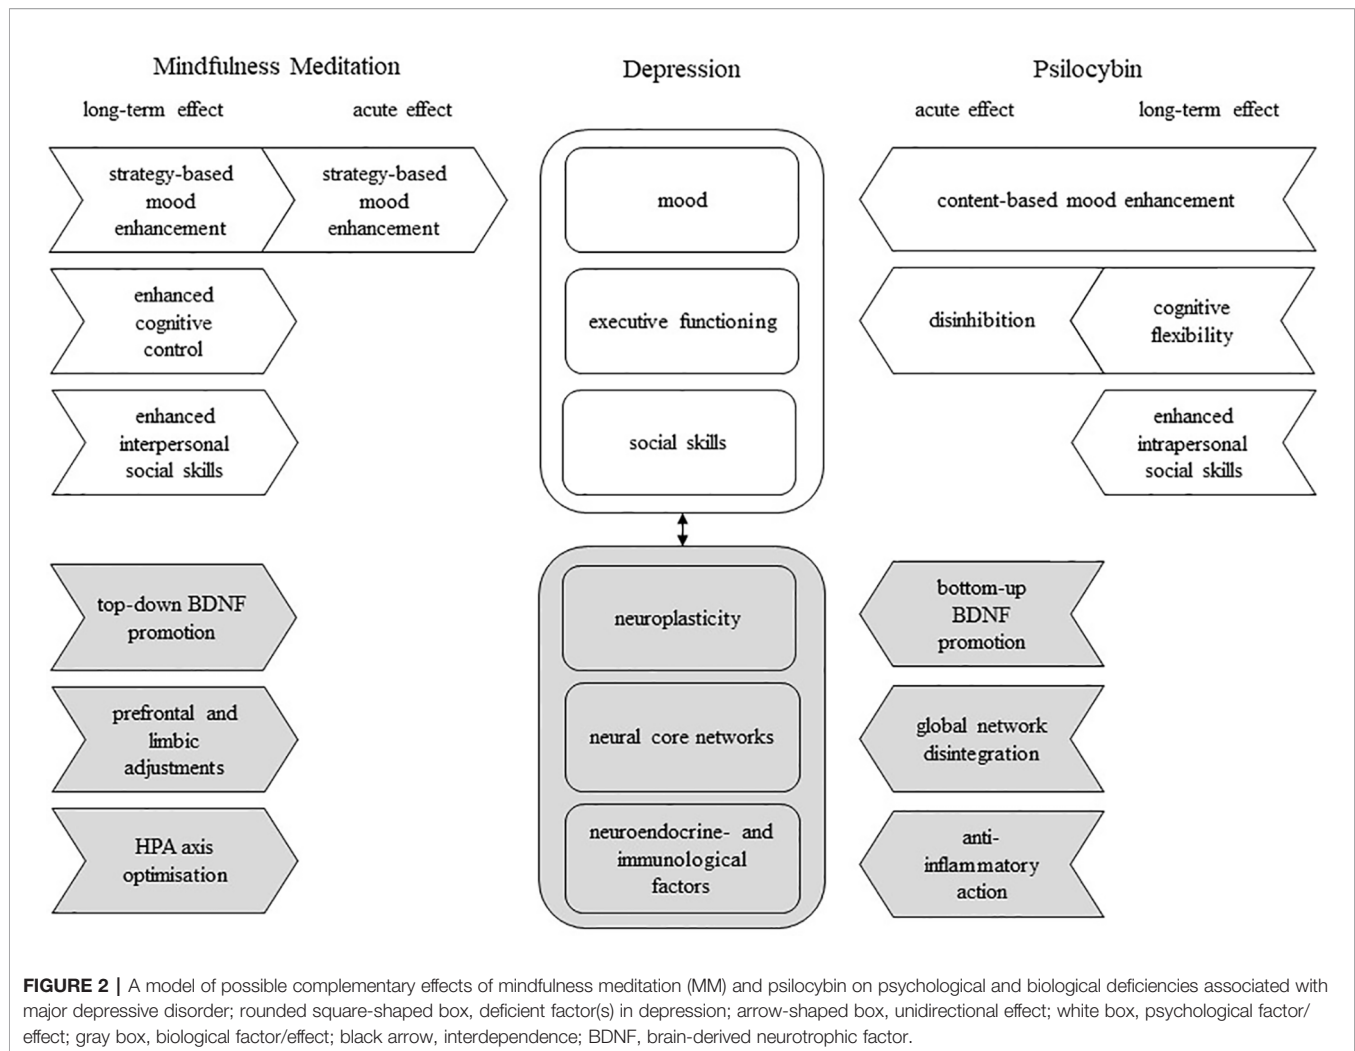 Mindfulness Meditation
Depression
Psilocybin
long-term effect
acute effect
acute effect
long-term effect
strategy-based
mood
enhancement
strategy-based
mood
enhancement
mood
content-based mood enhancement
enhanced
cognitive
control
executive functioning
disinhibition
cognitive
flexibility
enhanced
interpersonal
social skills
social skills
enhanced
intrapersonal
social skills
top-down BDNF
promotion
neuroplasticity
bottom-up
BDNF
promotion
prefrontal and
limbic
adjustments
neural core networks
global network
disintegration
HPA axis
optimisation
neuroendocrine- and
immunological
factors
anti-
inflammatory
action
FIGURE 2 | A model of possible complementary effects of mindfulness meditation (MM) and psilocybin on psychological and biological deficiencies associated with
major depressive disorder; rounded square-shaped box, deficient factor(s) in depression; arrow-shaped box, unidirectional effect; white box, psychological factor/
effect; gray box, biological factor/effect; black arrow, interdependence; BDNF, brain-derived neurotrophic factor.